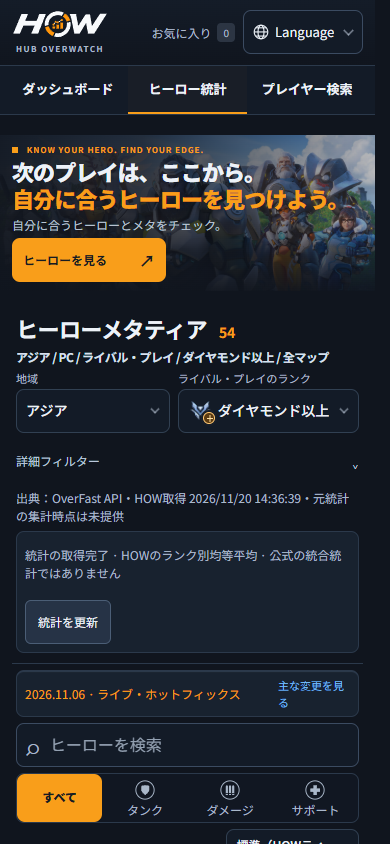 HOW
HUB OVERWATCH
お気に入り 0
Language
ダッシュボード ヒーロー統計 プレイヤー検索
KNOW YOUR HERO. FIND YOUR EDGE.
次のプレイは、ここから。
自分に合うヒーローを見つけよう。
自分に合うヒーローとメタをチェック。
ヒーローを見る ↗
ヒーローメタティア 54
アジア / PC / ライバル・プレイ / ダイヤモンド以上 / 全マップ
地域 ライバル・プレイのランク
アジア ダイヤモンド以上
詳細フィルター
出典：OverFast API・HOW取得 2026/11/20 14:36:39・元統計
の集計時点は未提供
統計の取得完了 · HOWのランク別均等平均 · 公式の統合統
計ではありません
統計を更新
2026.11.06 · ライブ・ホットフィックス
主な変更を見
る
ヒーローを検索
すべて タンク ダメージ サポート